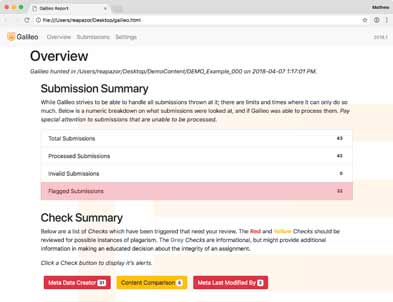 Galileo Report
Matthew
file:///Users/reapazor/Desktop/galileo.html
Galileo Overview Submissions Settings
2018.1
Overview
Galileo hunted in /Users/reapazor/Desktop/DemoContent/DEMO_Example_000 on 2018-04-07 1:17:01 PM.
Submission Summary
While Galileo strives to be able to handle all submissions thrown at it; there are limits and times where it can only do so
much. Below is a numeric breakdown on what submissions were looked at, and if Galileo was able to process them. Pay
special attention to submissions that are unable to be processed.
Total Submissions 43
Processed Submissions 43
Invalid Submissions 0
Flagged Submissions
Check Summary
Below are a list of Checks which have been triggered that need your review. The Red and Yellow Checks should be
reviewed for possible instances of plagiarism. The Grey Checks are informational, but might provide additional
information in making an educated decision about the integrity of an assignment.
Click a Check button to display it's alerts.
Meta Data Creator 31 Content Comparison Meta Last Modified By